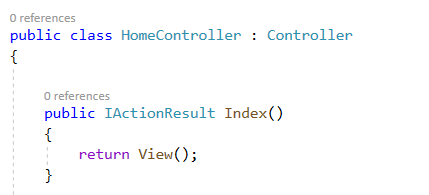 0 references
public class HomeController : Controller
{
0 references
public IActionResult Index()
{
return View();
}